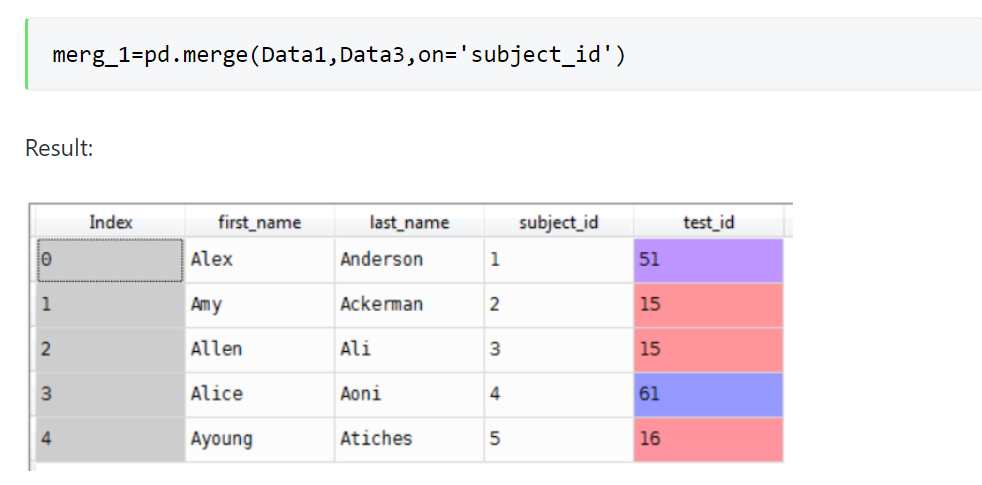 merg_1=pd.merge(Data1,Data3,on='subject_id')
Result:
Index first_name last_name subject_id test_id
0 Alex Anderson 1 51
1 Amy Ackerman 2 15
2 Allen Ali 3 15
3 Alice Aoni 4 61
4 Ayoung Atiches 5 16